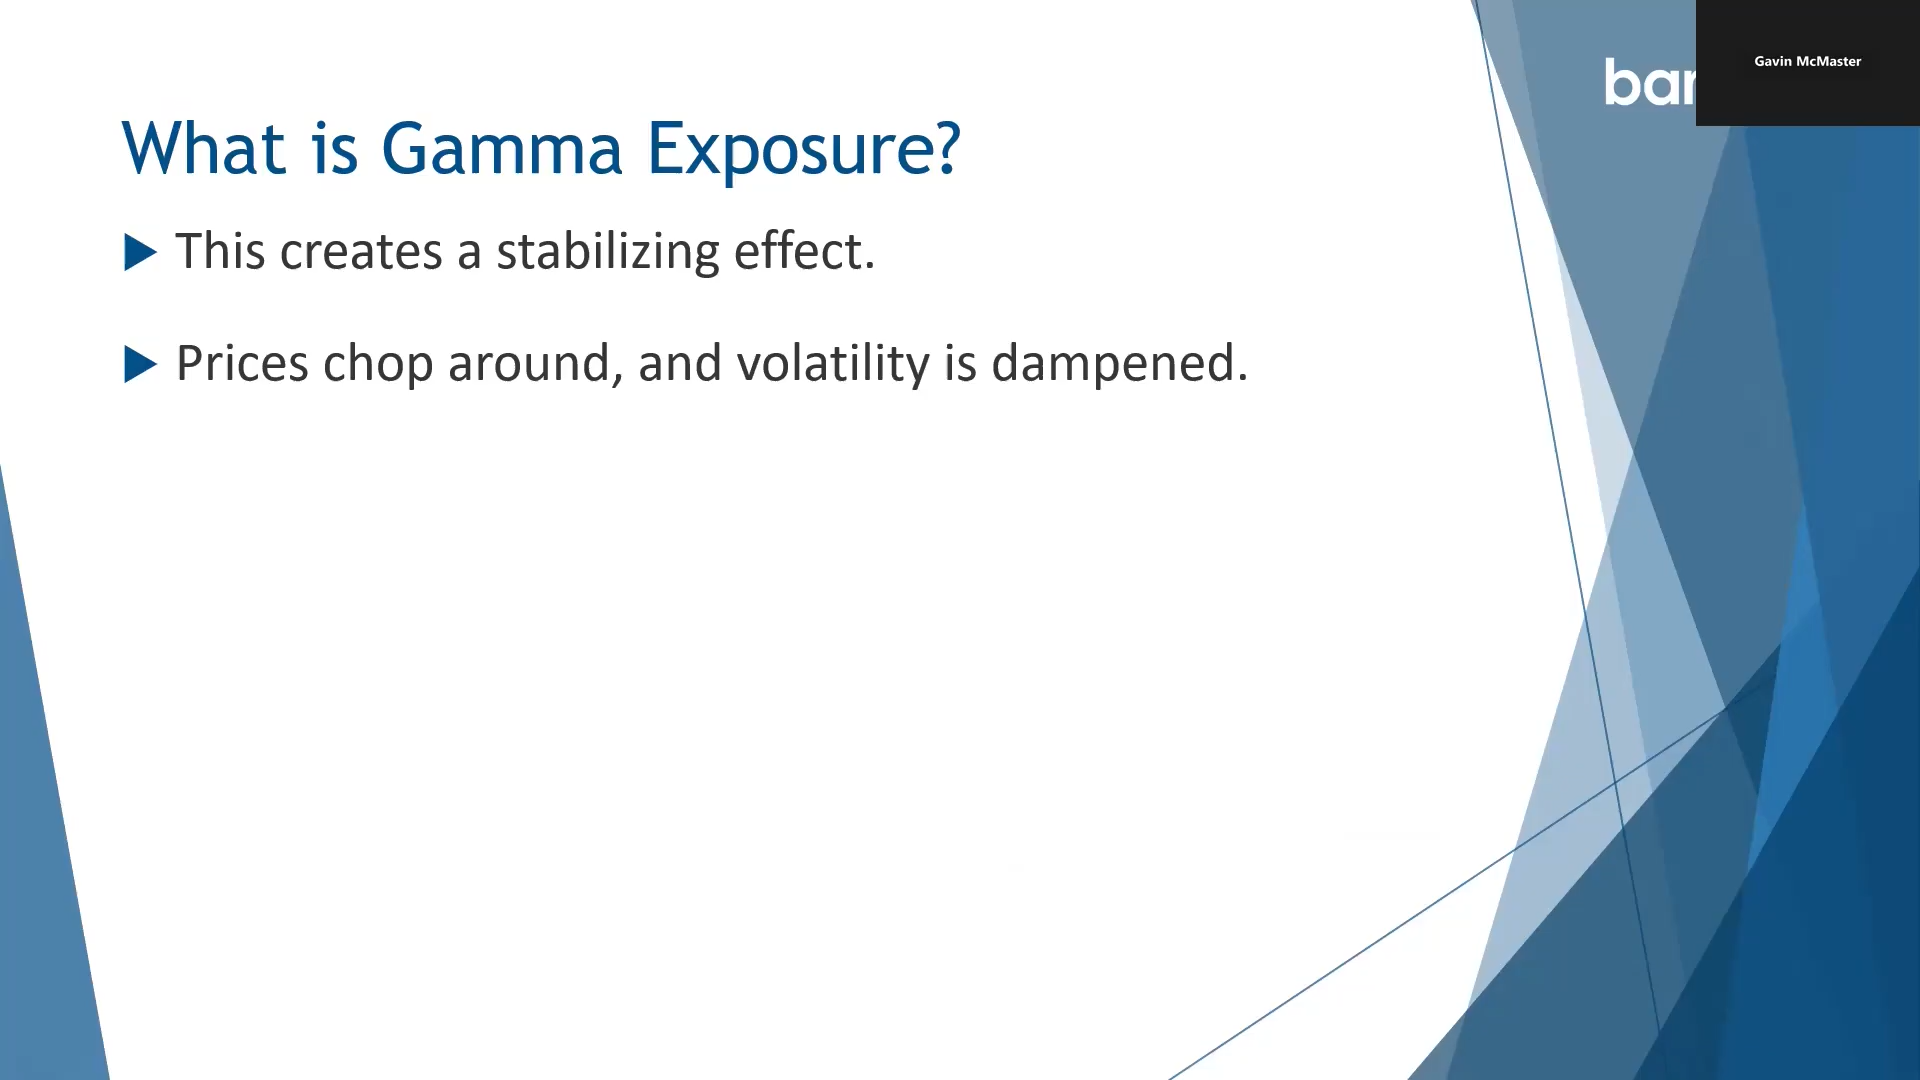 Gavin McMaster
What is Gamma Exposure?
This creates a stabilizing effect.
Prices chop around, and volatility is dampened.